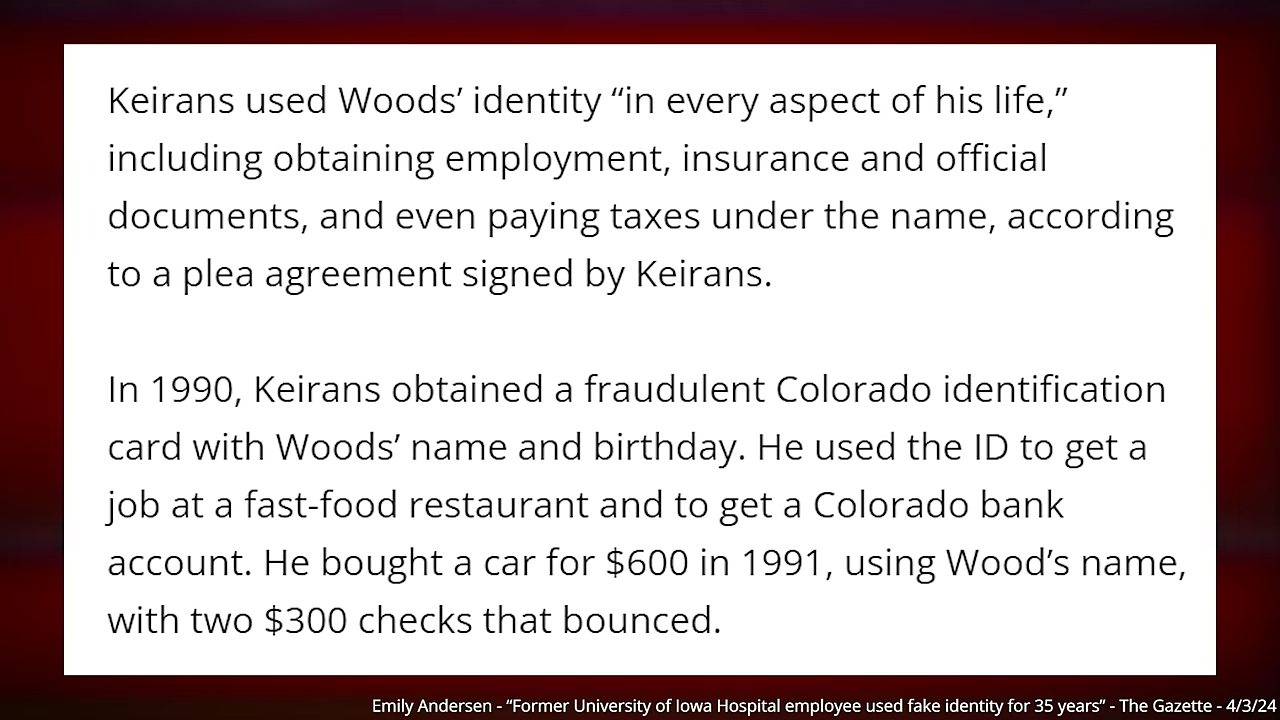 Keirans used Woods’ identity “in every aspect of his life,”
including obtaining employment, insurance and official
documents, and even paying taxes under the name, according
to a plea agreement signed by Keirans.
In 1990, Keirans obtained a fraudulent Colorado identification
card with Woods’ name and birthday. He used the ID to get a
job at a fast-food restaurant and to get a Colorado bank
account. He bought a car for $600 in 1991, using Wood’s name,
with two $300 checks that bounced.
Emily Andersen - “Former University of Iowa Hospital employee used fake identity for 35 years” - The Gazette - 4/3/24